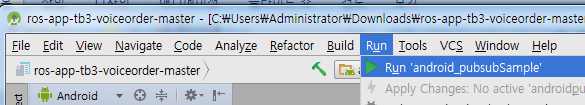 ros-app-tb3-voiceorder-master - [C:₩Users₩Administrator₩Downloads₩ros-app-tb3-voiceorder-master
File Edit View Navigate Code Analyze Refactor Build Run Tools VCS Window Help
ros-app-tb3-voiceorder-master
Run 'android_pubsubSample'
Android
Apply Changes: No active 'android